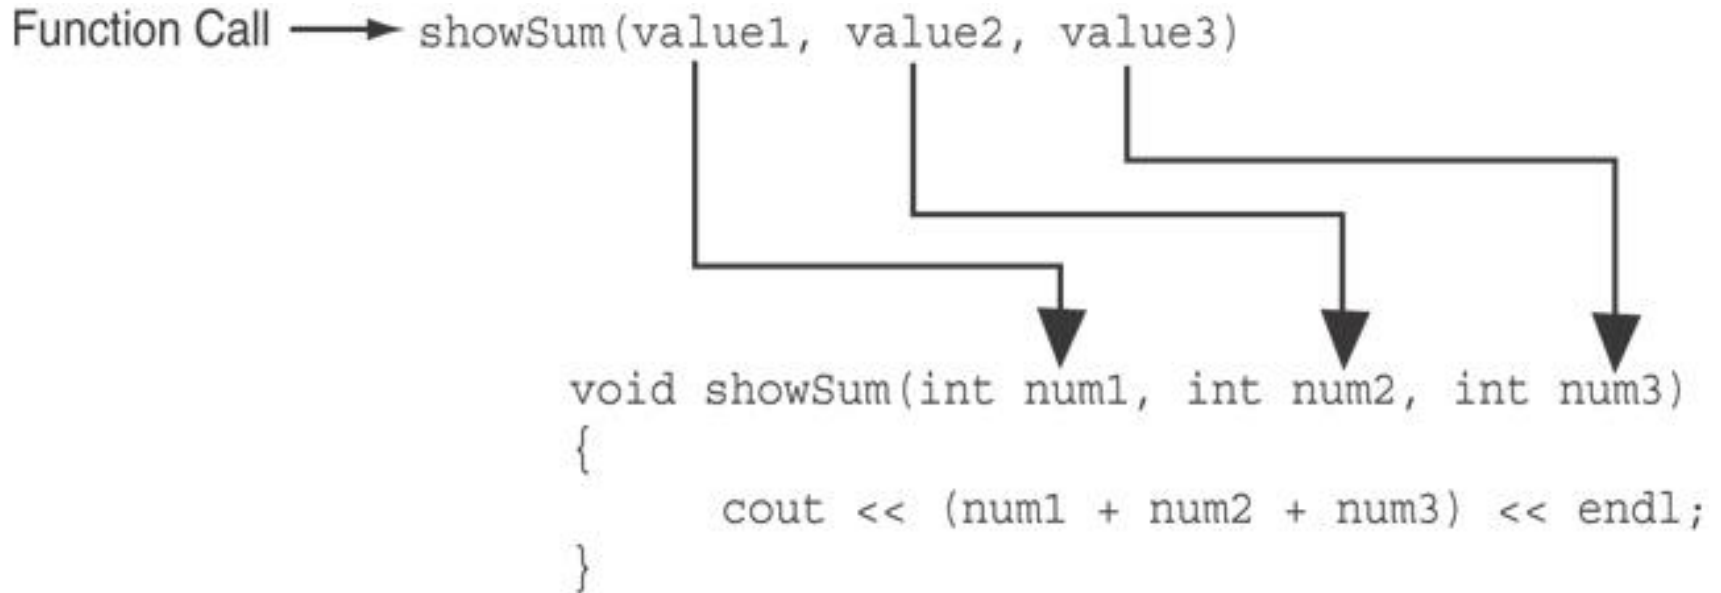 Function Call showSum(value1, value2, value3)
void showSum(int num1, int num2, int num3)
{
cout << (num1 + num2 + num3) << endl;
}